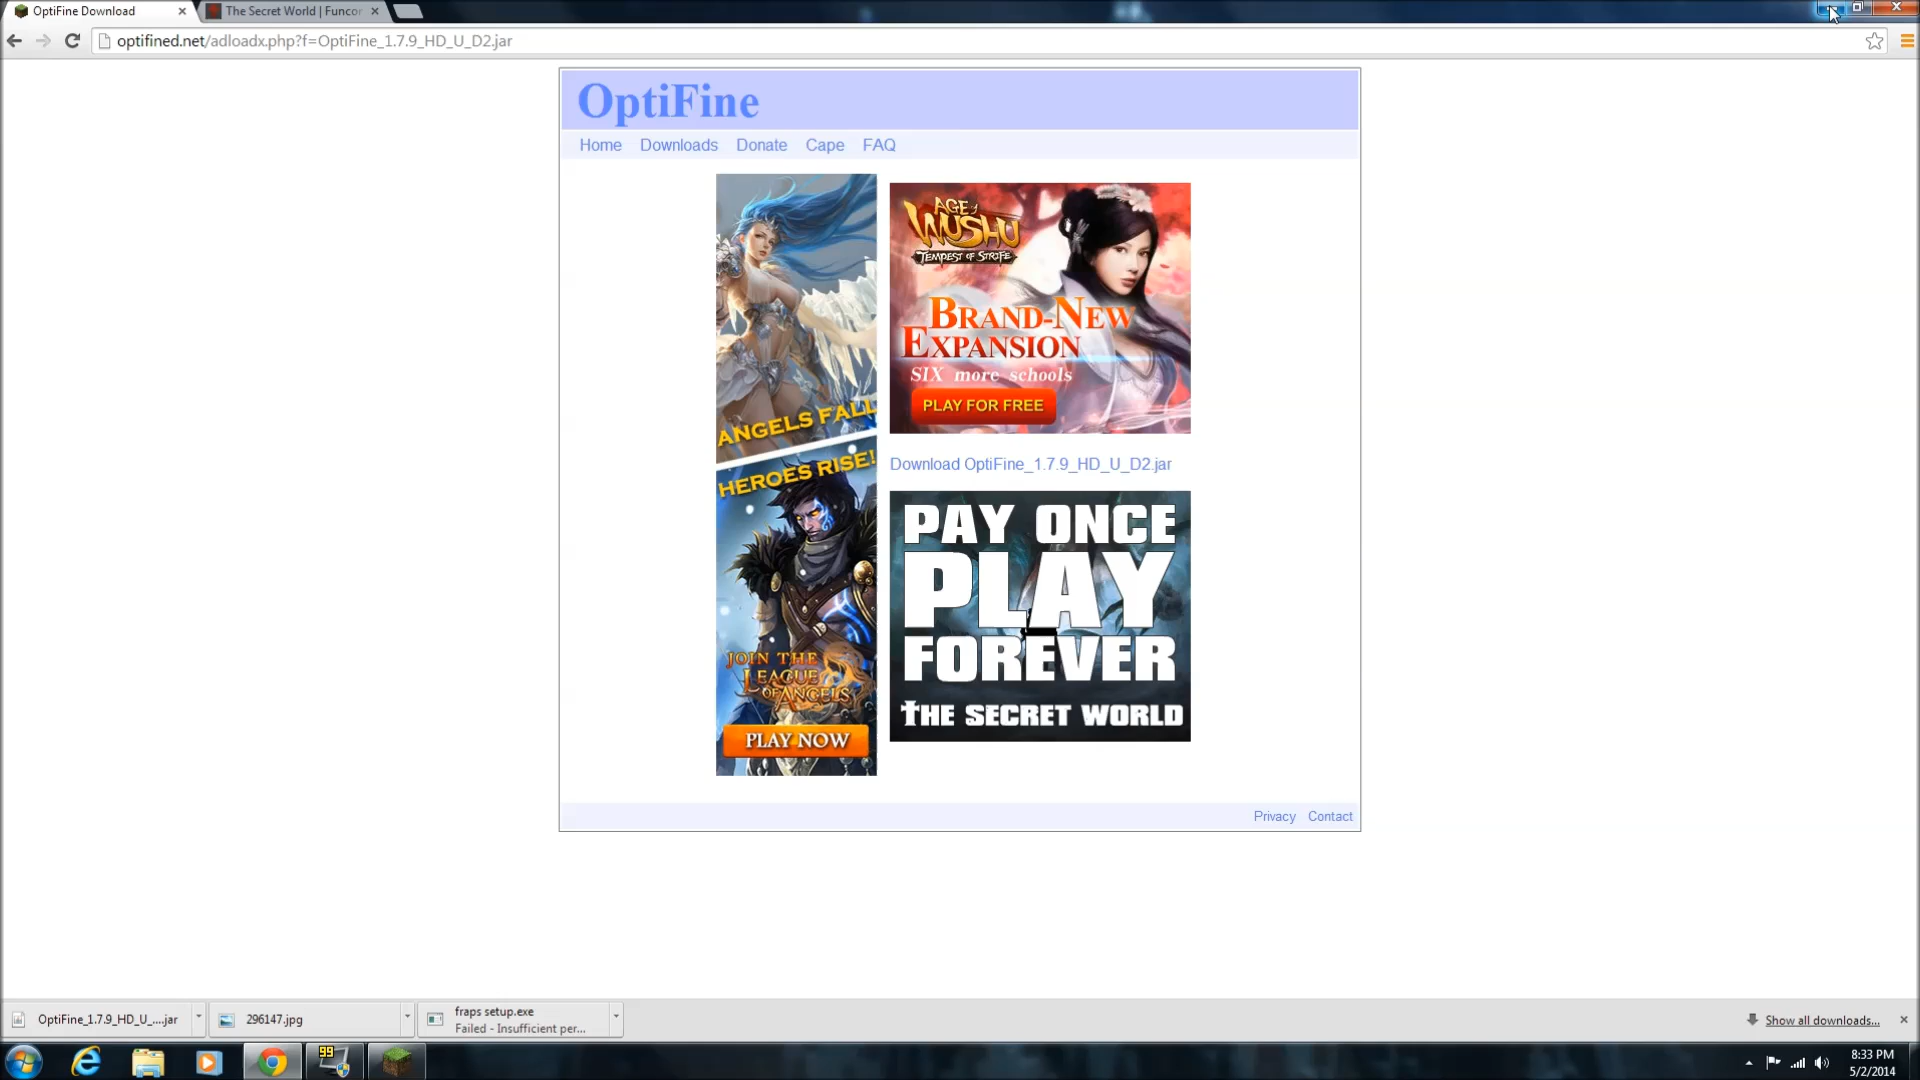 OptiFine Download
The Secret World | Funcor
optifined.net/adloadx.php?f=OptiFine_1.7.9_HD_U_D2.jar
OptiFine
Home Downloads Donate Cape FAQ
ANGELS FALL
HEROES RISE!
JOIN THE
LEAGUE
OF ANGELS
PLAY NOW
AGE of
WUSHU
TEMPEST OF STRIFE
BRAND-NEW
EXPANSION
SIX more schools
PLAY FOR FREE
Download OptiFine_1.7.9_HD_U_D2.jar
PAY ONCE
PLAY
FOREVER
THE SECRET WORLD
Privacy Contact
OptiFine_1.7.9_HD_U_....jar
296147.jpg
fraps setup.exe
Failed - Insufficient per...
Show all downloads...
99
8:33 PM
5/2/2014